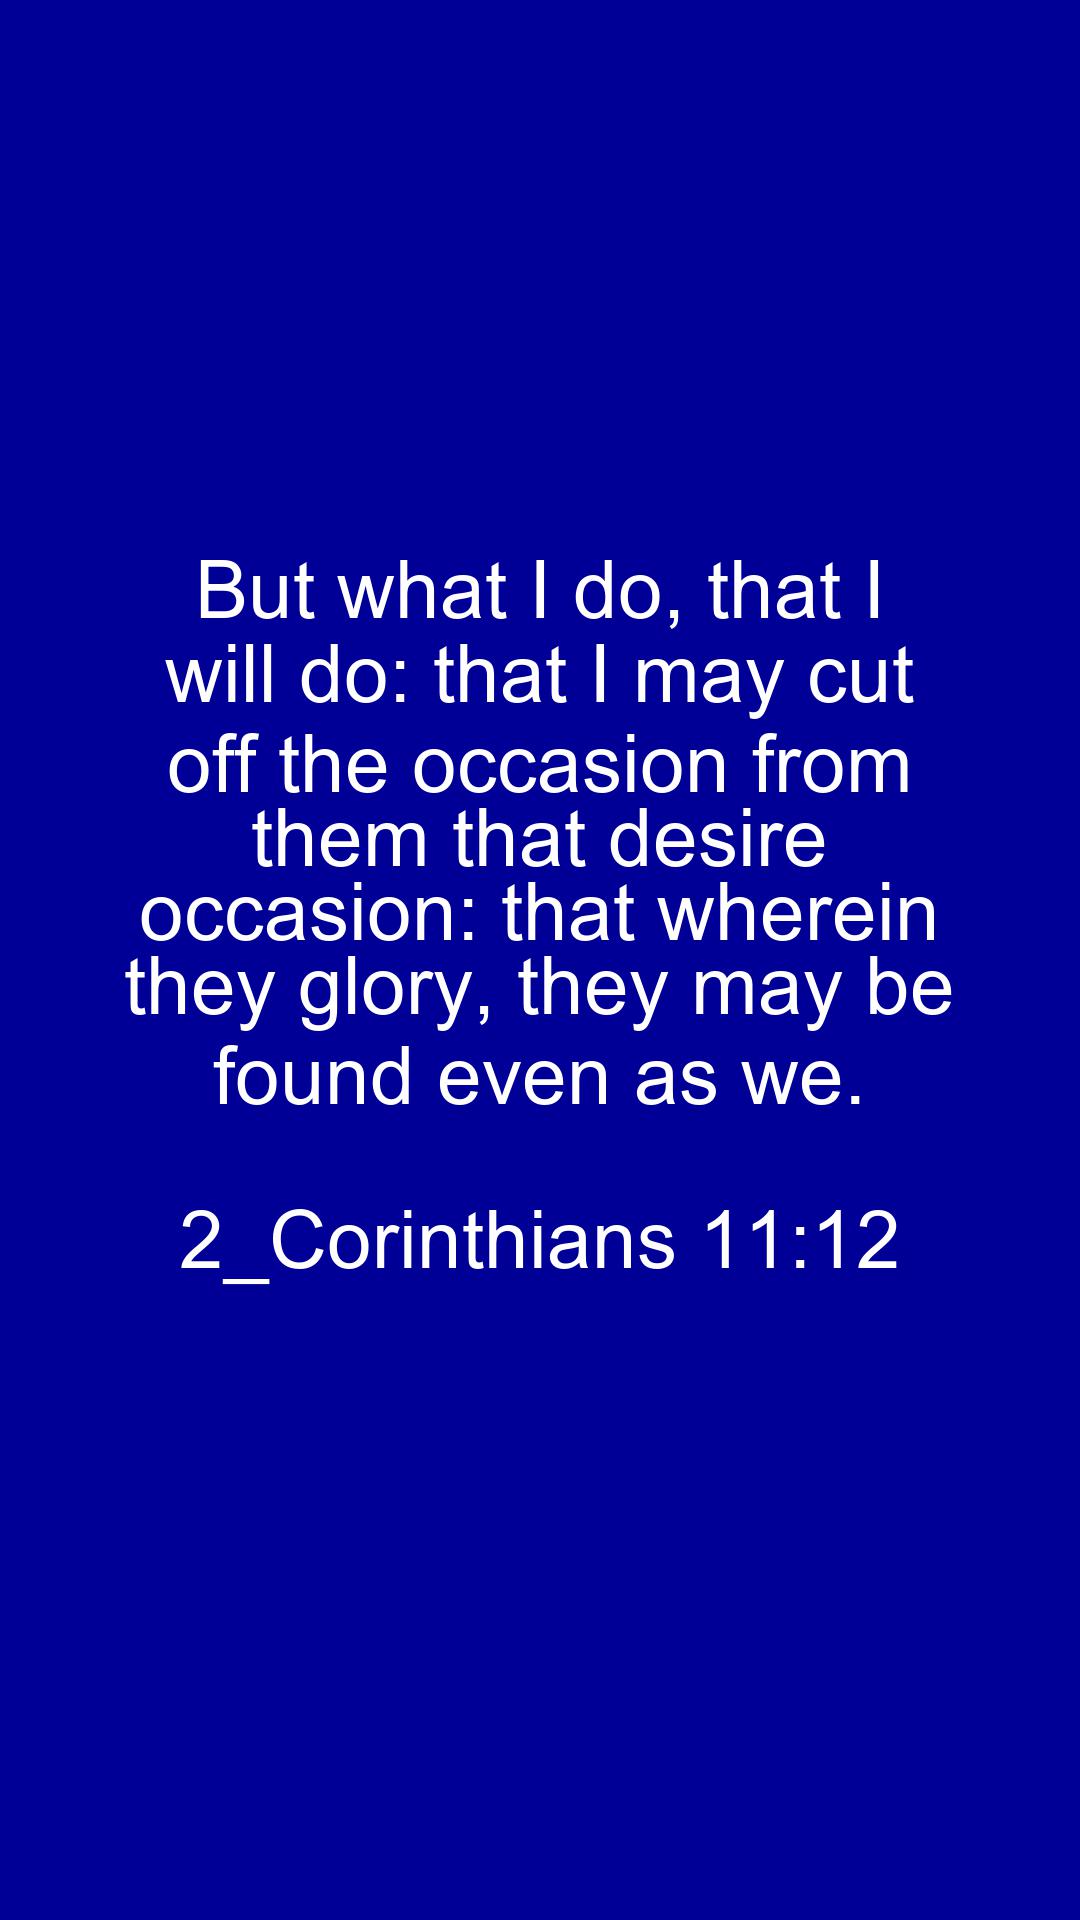 But what I do, that I
will do: that I may cut
off the occasion from
them that desire
occasion: that wherein
they glory, they may be
found even as we.
2_Corinthians 11:12